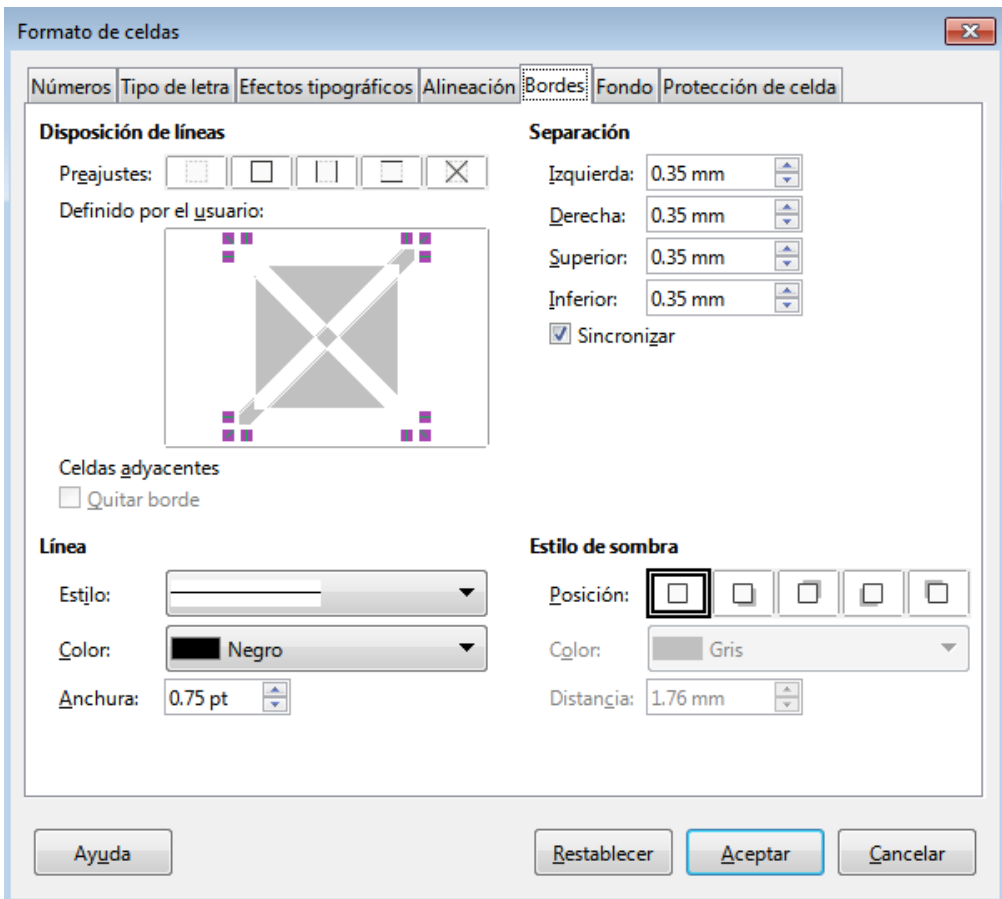 Formato de celdas
Números Tipo de letra Efectos tipográficos Alineación Bordes Fondo Protección de celda
Disposición de líneas
Preajustes:
Definido por el usuario:
Celdas adyacentes
Quitar borde
Separación
Izquierda: 0.35 mm
Derecha: 0.35 mm
Superior: 0.35 mm
Inferior: 0.35 mm
Sincronizar
Línea
Estilo:
Color: Negro
Anchura: 0.75 pt
Estilo de sombra
Posición:
Color: Gris
Distancia: 1.76 mm
Ayuda Restablecer Aceptar Cancelar